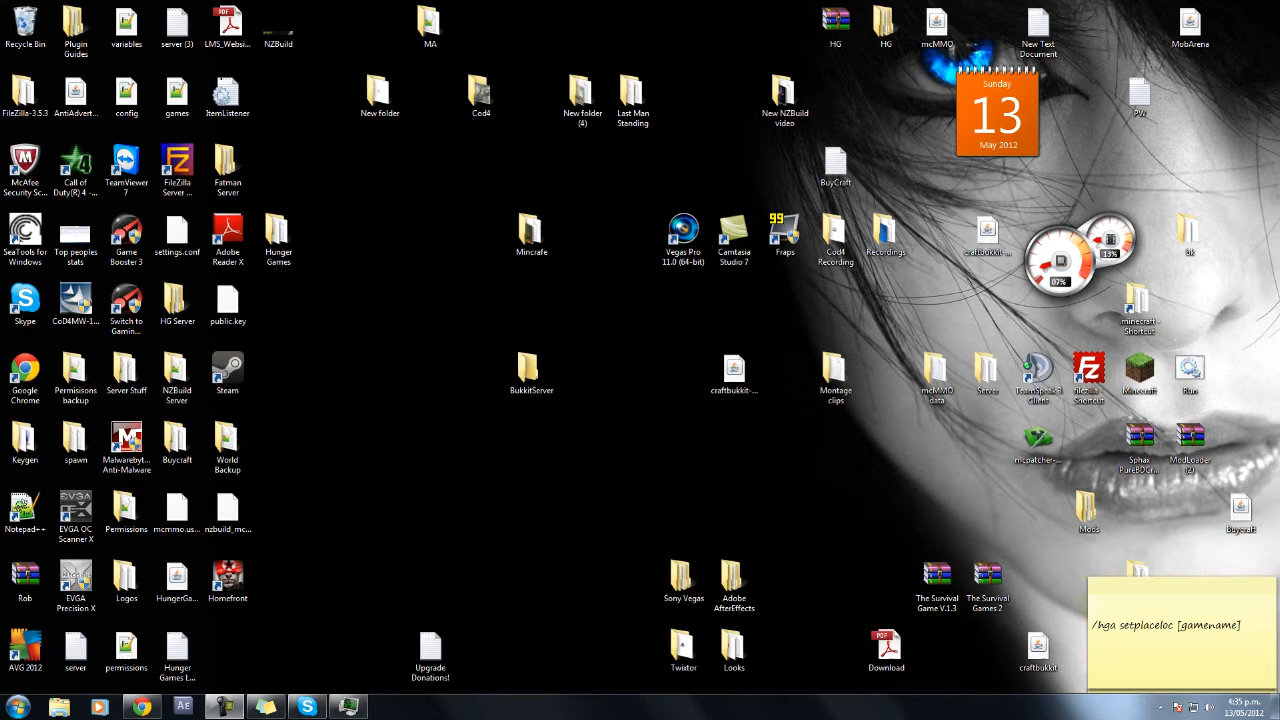 Recycle Bin
Plugin Guides
variables
server (3)
LMS_Websi...
NZBuild
MA
HG
HG
mcMMO
New Text Document
MobArena
FileZilla-3.5.3
AntiAdvert...
config
games
ItemListener
New folder
Cod4
New folder (4)
Last Man Standing
New NZBuild video
Sunday
13
May 2012
PW
McAfee Security Sc...
Call of Duty(R) 4 -...
TeamViewer 7
FileZilla Server ...
Fatman Server
BuyCraft
SeaTools for Windows
Top peoples stats
Game Booster 3
settings.conf
Adobe Reader X
Hunger Games
Mincrafe
Vegas Pro 11.0 (64-bit)
Camtasia Studio 7
99
Fraps
Cod4 Recording
Recordings
craftbukkit-...
07%
13%
bk
Skype
CoD4MW-1...
Switch to Gamin...
HG Server
public.key
.minecraft - Shortcut
Google Chrome
Permisions backup
Server Stuff
NZBuild Server
Steam
BukkitServer
craftbukkit-...
Montage clips
mcMMO data
Server
TeamSpeak 3 Client
filezilla Shortcut
Minecraft
Run
Keygen
spawn
Malwarebyt... Anti-Malware
Buycraft
World Backup
mcpatcher-...
Sphax PureBDCr...
ModLoader (2)
Notepad++
EVGA OC Scanner X
Permissions
mcmmo.us...
nzbuild_mc...
Mods
Buycraft
Rob
EVGA Precision X
Logos
HungerGa...
Homefront
Sony Vegas
Adobe AfterEffects
The Survival Game V.1.3
The Survival Games 2
/hga setplaceloc [gamename]
AVG 2012
server
permissions
Hunger Games L...
Upgrade Donations!
Twixtor
Looks
Download
craftbukkit
4:35 p.m.
13/05/2012